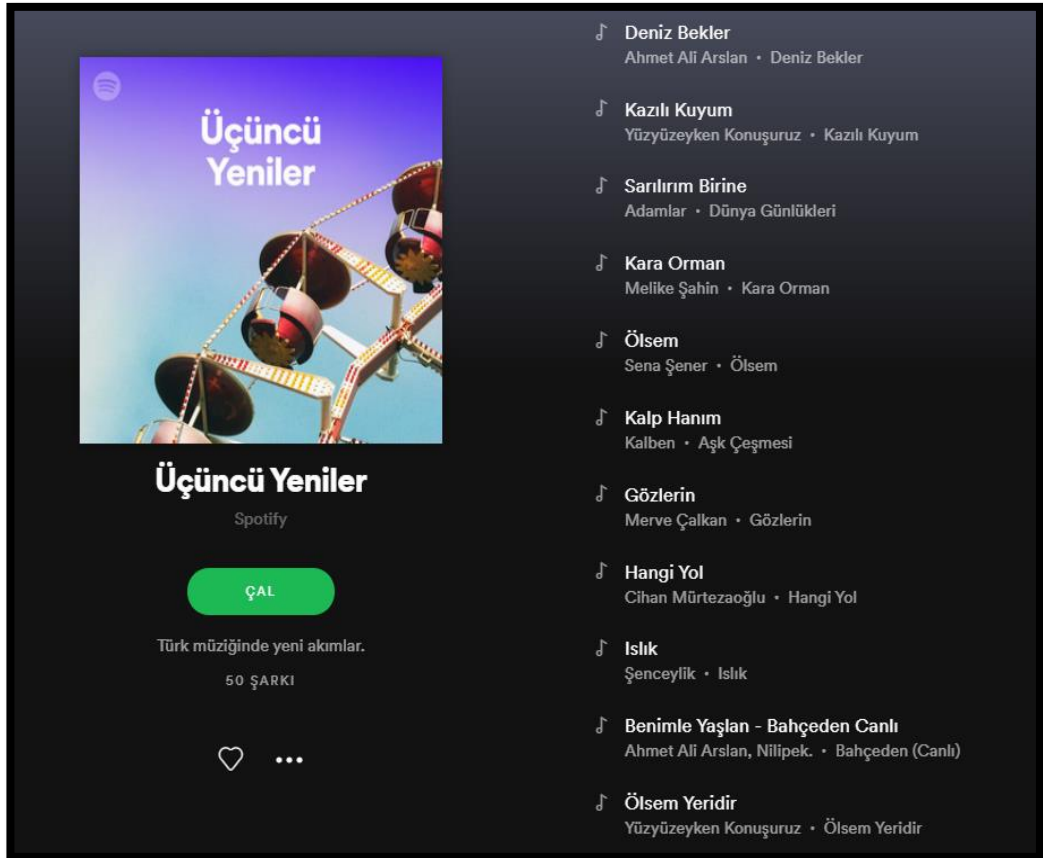 Üçüncü
Yeniler
Üçüncü Yeniler
Spotify
ÇAL
Türk müziğinde yeni akımlar.
50 ŞARKI
Deniz Bekler
Ahmet Ali Arslan • Deniz Bekler
Kazılı Kuyum
Yüzyüzeyken Konuşuruz • Kazılı Kuyum
Sarılırım Birine
Adamlar • Dünya Günlükleri
Kara Orman
Melike Şahin • Kara Orman
Ölsem
Sena Şener • Ölsem
Kalp Hanım
Kalben • Aşk Çeşmesi
Gözlerin
Merve Çalkan • Gözlerin
Hangi Yol
Cihan Mürtezaoğlu • Hangi Yol
Islık
Şenceylik • Islık
Benimle Yaşlan - Bahçeden Canlı
Ahmet Ali Arslan, Nilipek. • Bahçeden (Canlı)
Ölsem Yeridir
Yüzyüzeyken Konuşuruz • Ölsem Yeridir